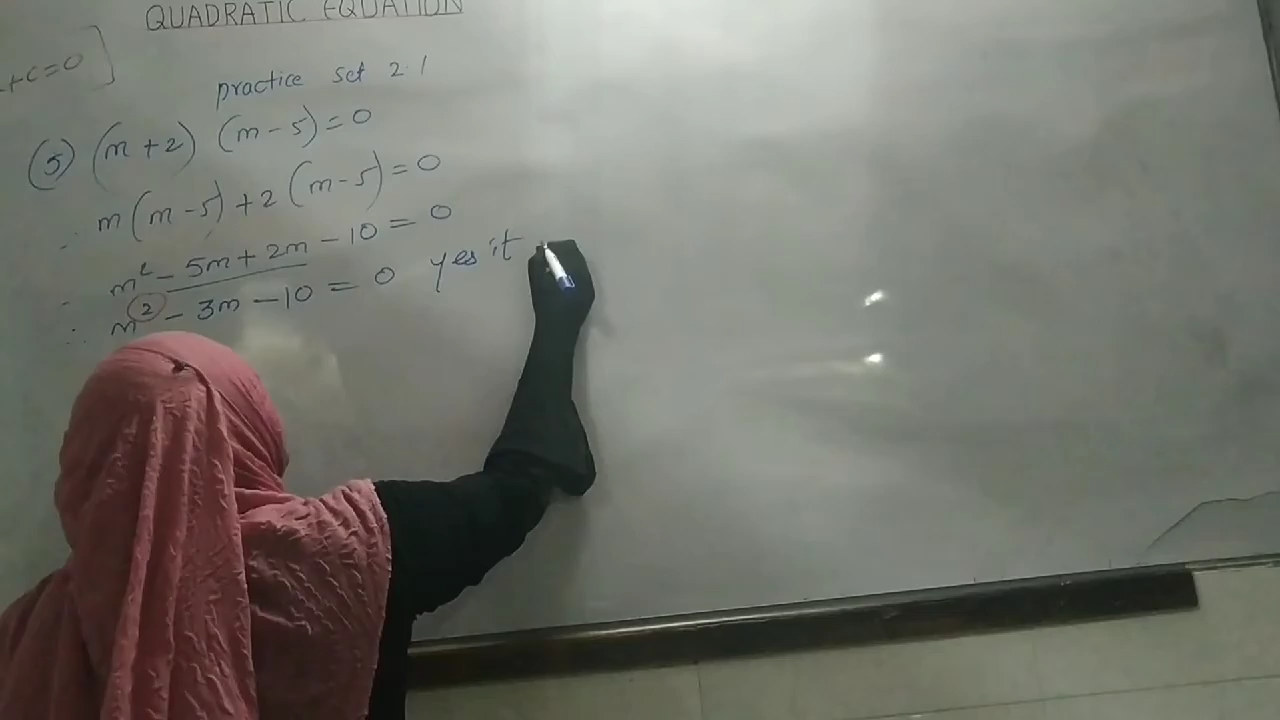 QUADRATIC EQUATION
+c=0]
practice set 2.1
(5) (m+2) (m-5)=0
∴ m(m-5)+2(m-5)=0
∴ m² - 5m + 2m - 10 = 0
∴ m² - 3m - 10 = 0 yes it